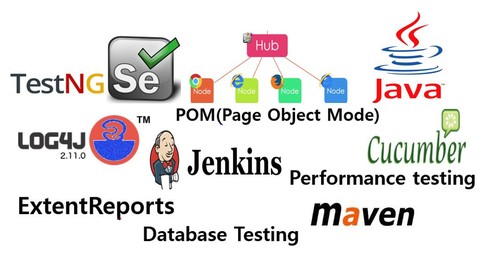 TestNG
Se
Hub
Node Node Node Node
Java
POM(Page Object Mode)
LOG4J TM
2.11.0
Jenkins
Cucumber
Performance testing
ExtentReports
maven
Database Testing